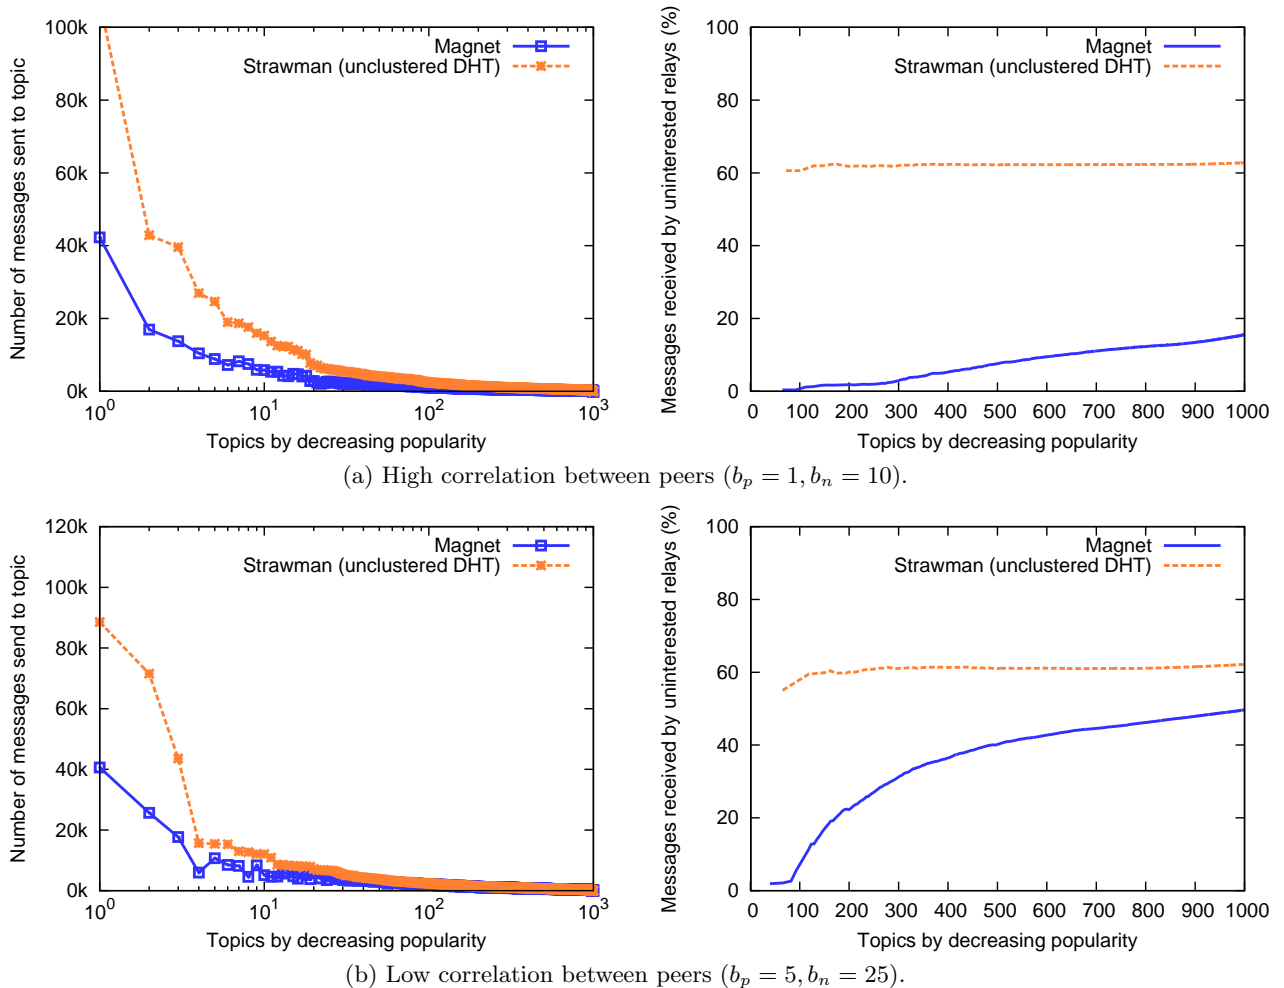 Number of messages sent to topic
100k
80k
60k
40k
20k
0k
10^0
10^1
10^2
10^3
Topics by decreasing popularity
Magnet
Strawman (unclustered DHT)
Messages received by uninterested relays (%)
100
80
60
40
20
0
0
100
200
300
400
500
600
700
800
900
1000
Topics by decreasing popularity
Magnet
Strawman (unclustered DHT)
(a) High correlation between peers (b_p = 1, b_n = 10).
Number of messages send to topic
120k
100k
80k
60k
40k
20k
0k
10^0
10^1
10^2
10^3
Topics by decreasing popularity
Magnet
Strawman (unclustered DHT)
Messages received by uninterested relays (%)
100
80
60
40
20
0
0
100
200
300
400
500
600
700
800
900
1000
Topics by decreasing popularity
Magnet
Strawman (unclustered DHT)
(b) Low correlation between peers (b_p = 5, b_n = 25).